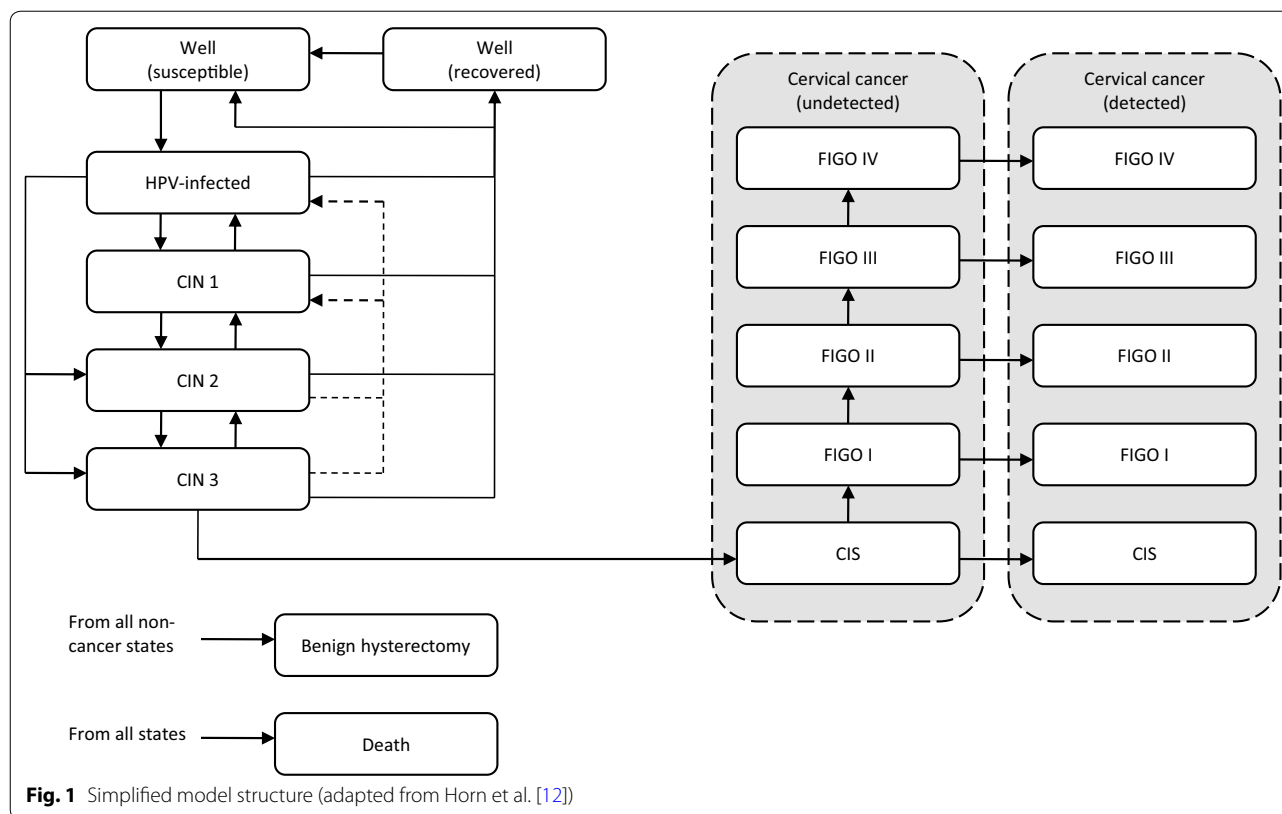 Well
(susceptible)
Well
(recovered)
HPV-infected
CIN 1
CIN 2
CIN 3
Cervical cancer
(undetected)
FIGO IV
FIGO III
FIGO II
FIGO I
CIS
Cervical cancer
(detected)
FIGO IV
FIGO III
FIGO II
FIGO I
CIS
From all non-
cancer states
Benign hysterectomy
From all states
Death
Fig. 1 Simplified model structure (adapted from Horn et al. [12])